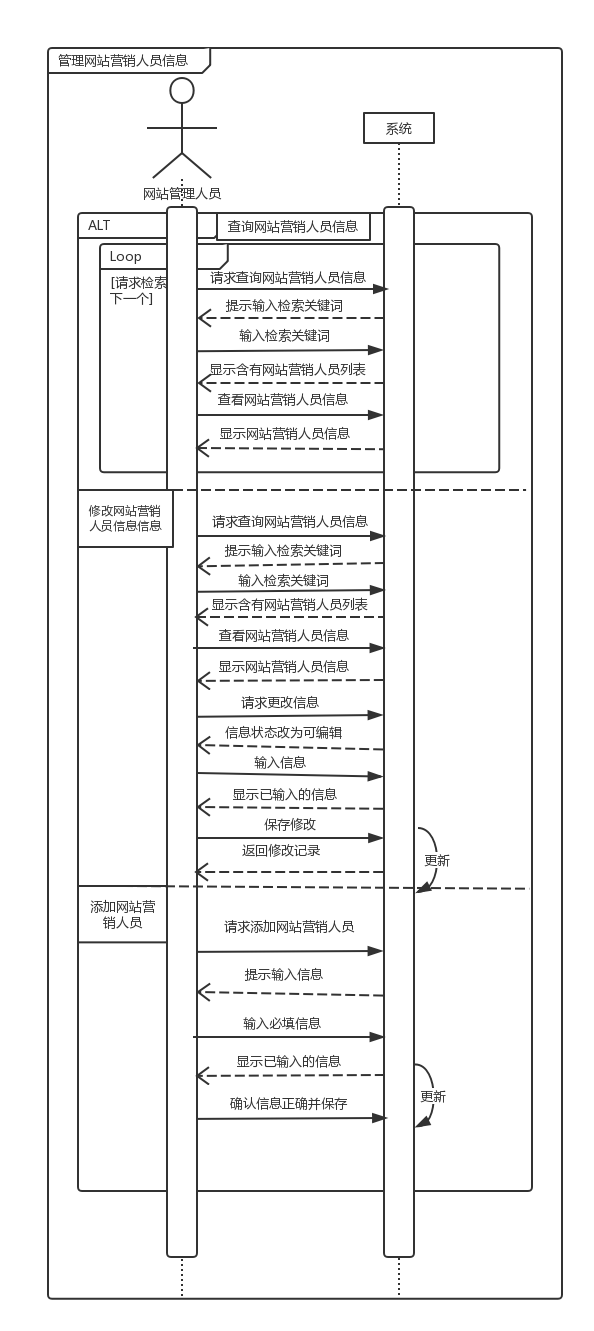 管理网站营销人员信息
系统
网站管理人员
ALT
查询网站营销人员信息
Loop
[请求检索
下一个]
请求查询网站营销人员信息
提示输入检索关键词
输入检索关键词
显示含有网站营销人员列表
查看网站营销人员信息
显示网站营销人员信息
修改网站营销
人员信息信息
请求查询网站营销人员信息
提示输入检索关键词
输入检索关键词
显示含有网站营销人员列表
查看网站营销人员信息
显示网站营销人员信息
请求更改信息
信息状态改为可编辑
输入信息
显示已输入的信息
保存修改
返回修改记录
更新
添加网站营
销人员
请求添加网站营销人员
提示输入信息
输入必填信息
显示已输入的信息
确认信息正确并保存
更新